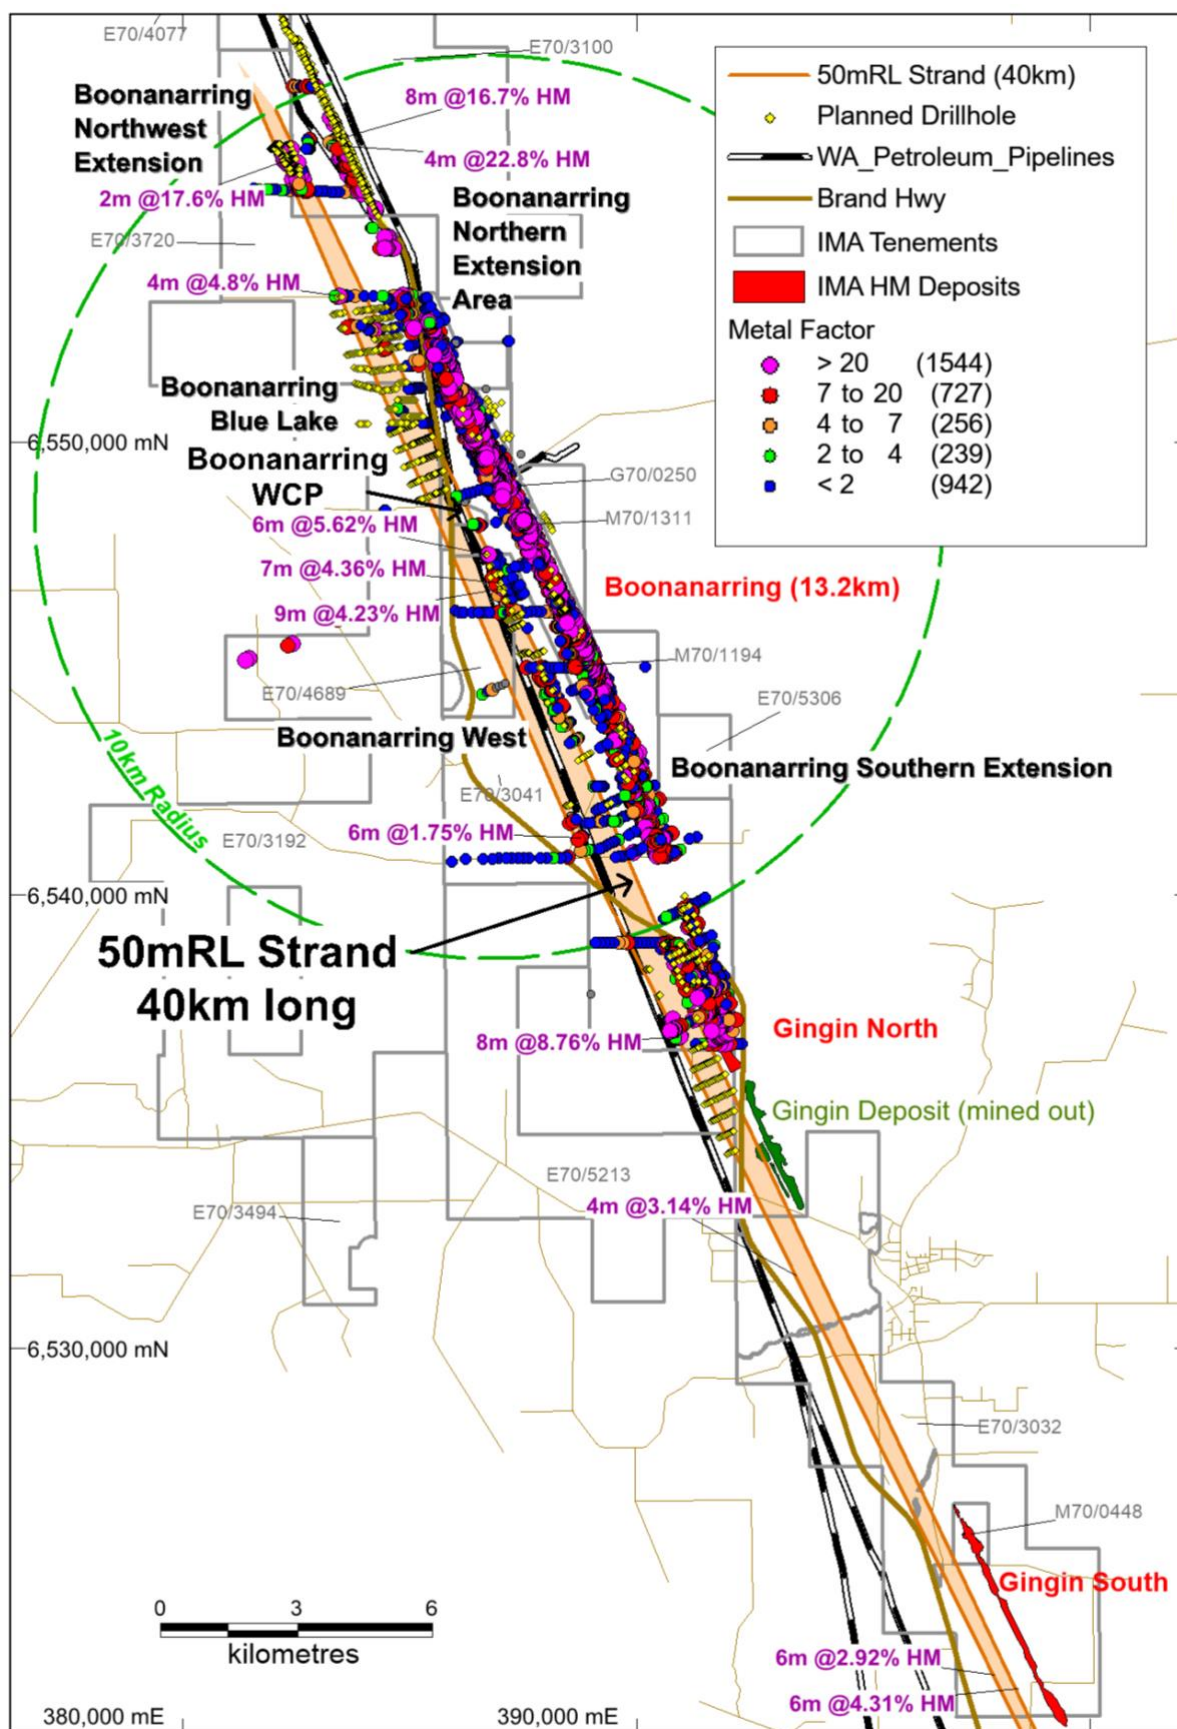 E70/4077
E70/3100
Boonanarring
Northwest
Extension
8m @16.7% HM
4m @22.8% HM
2m @17.6% HM
Boonanarring
Northern
Extension
Area
E70/3720
4m @4.8% HM
50mRL Strand (40km)
Planned Drillhole
WA_Petroleum_Pipelines
Brand Hwy
IMA Tenements
IMA HM Deposits
Metal Factor
> 20 (1544)
7 to 20 (727)
4 to 7 (256)
2 to 4 (239)
< 2 (942)
Boonanarring
Blue Lake
6,550,000 mN
Boonanarring
WCP
G70/0250
M70/1311
6m @5.62% HM
7m @4.36% HM
9m @4.23% HM
Boonanarring (13.2km)
M70/1194
E70/4689
E70/5306
10km Radius
Boonanarring West
Boonanarring Southern Extension
E70/3041
E70/3192
6m @1.75% HM
6,540,000 mN
50mRL Strand
40km long
8m @8.76% HM
Gingin North
Gingin Deposit (mined out)
E70/5213
4m @3.14% HM
E70/3494
6,530,000 mN
E70/3032
M70/0448
Gingin South
0 3 6
kilometres
6m @2.92% HM
6m @4.31% HM
380,000 mE
390,000 mE